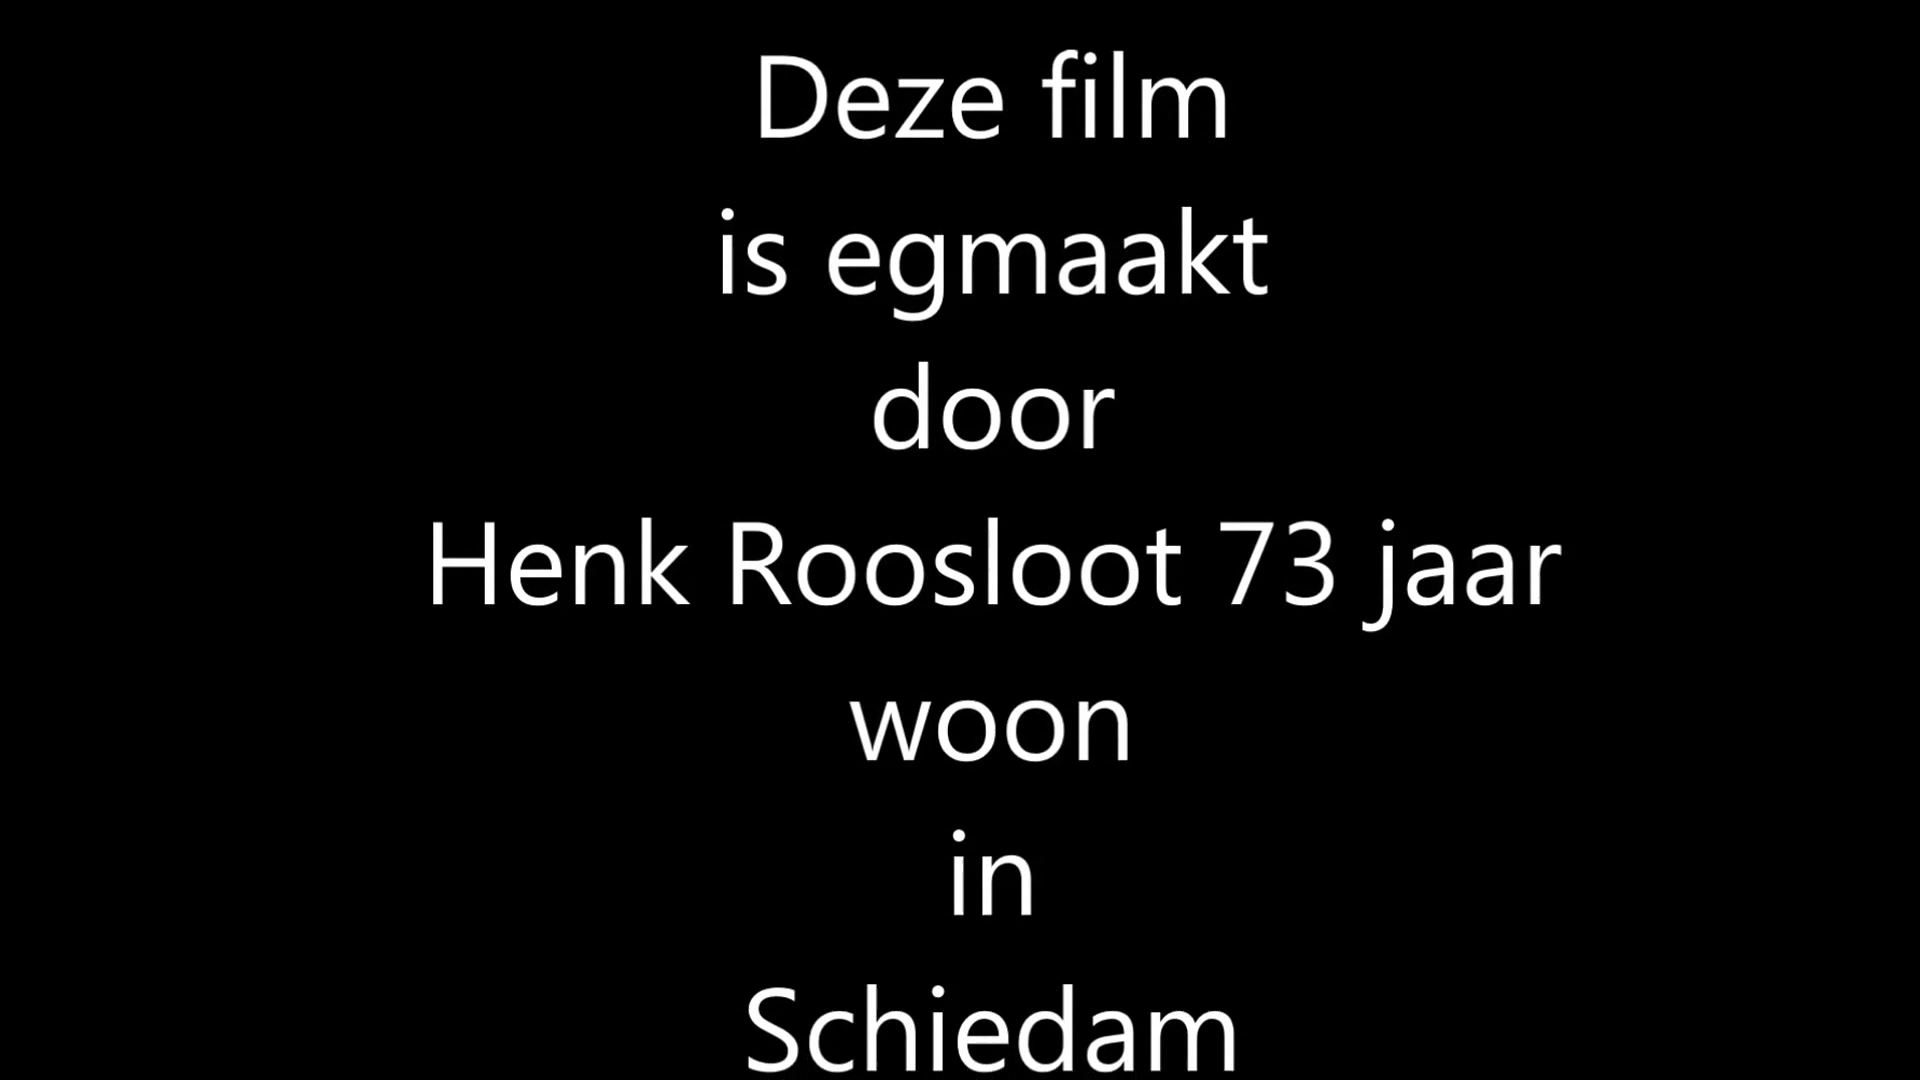 Deze film
is egmaakt
door
Henk Roosloot 73 jaar
woon
in
Schiedam